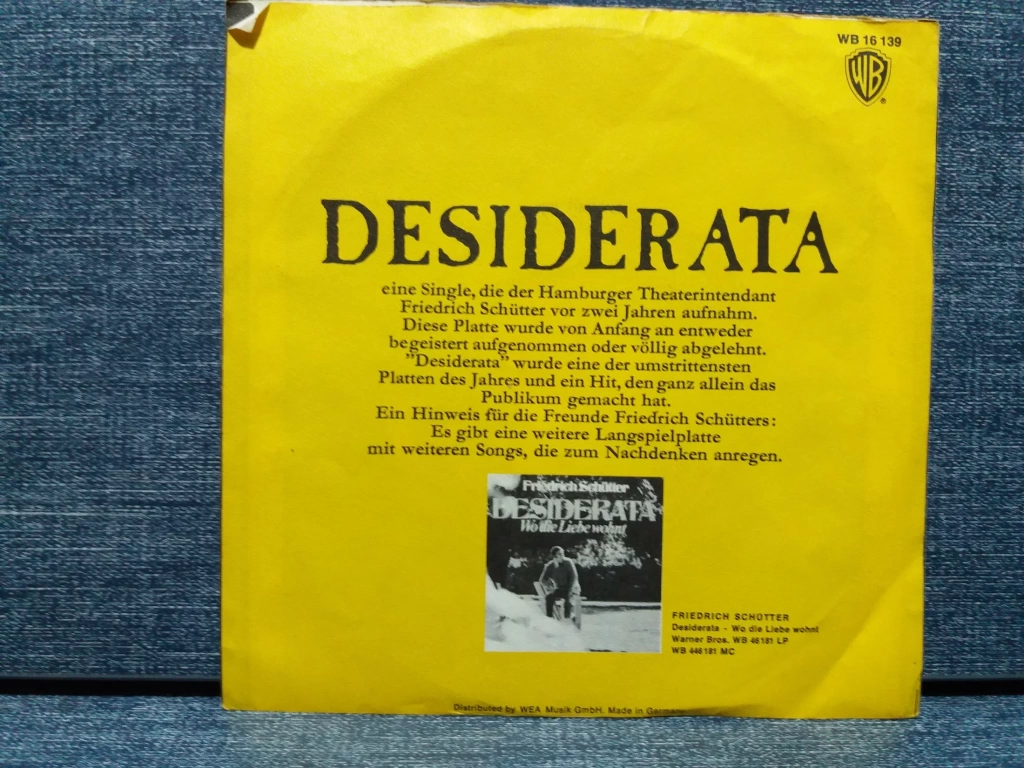 WB 16 139
WB
®
DESIDERATA
eine Single, die der Hamburger Theaterintendant
Friedrich Schütter vor zwei Jahren aufnahm.
Diese Platte wurde von Anfang an entweder
begeistert aufgenommen oder völlig abgelehnt.
"Desiderata" wurde eine der umstrittensten
Platten des Jahres und ein Hit, den ganz allein das
Publikum gemacht hat.
Ein Hinweis für die Freunde Friedrich Schütters:
Es gibt eine weitere Langspielplatte
mit weiteren Songs, die zum Nachdenken anregen.
Friedrich Schütter
DESIDERATA
Wo die Liebe wohnt
FRIEDRICH SCHÜTTER
Desiderata - Wo die Liebe wohnt
Warner Bros. WB 46181 LP
WB 446181 MC
Distributed by WEA Musik GmbH. Made in Germany